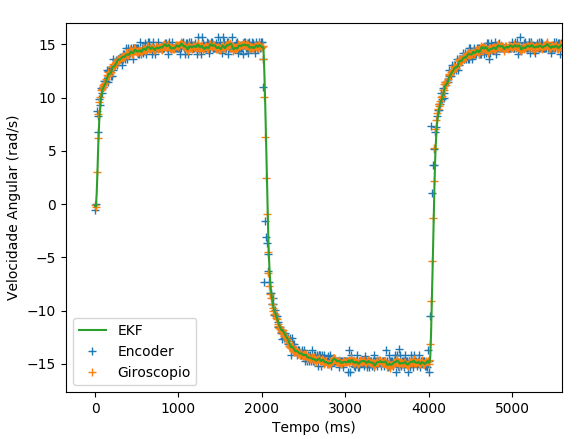 15
10
5
0
−5
−10
−15
Velocidade Angular (rad/s)
EKF
Encoder
Giroscopio
0
1000
2000
3000
4000
5000
Tempo (ms)